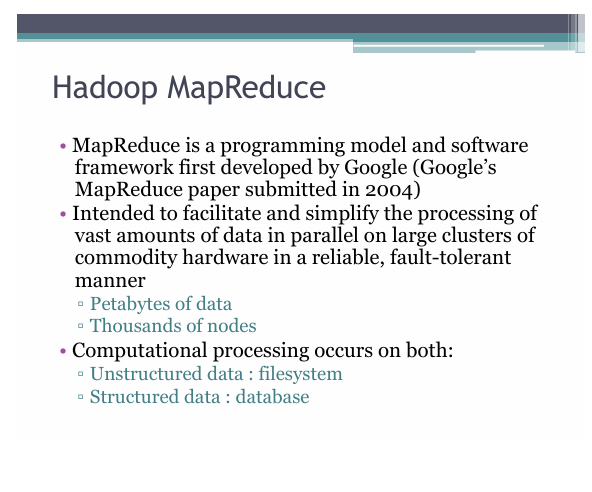 Hadoop MapReduce
• MapReduce is a programming model and software
framework first developed by Google (Google’s
MapReduce paper submitted in 2004)
• Intended to facilitate and simplify the processing of
vast amounts of data in parallel on large clusters of
commodity hardware in a reliable, fault-tolerant
manner
▫ Petabytes of data
▫ Thousands of nodes
• Computational processing occurs on both:
▫ Unstructured data : filesystem
▫ Structured data : database